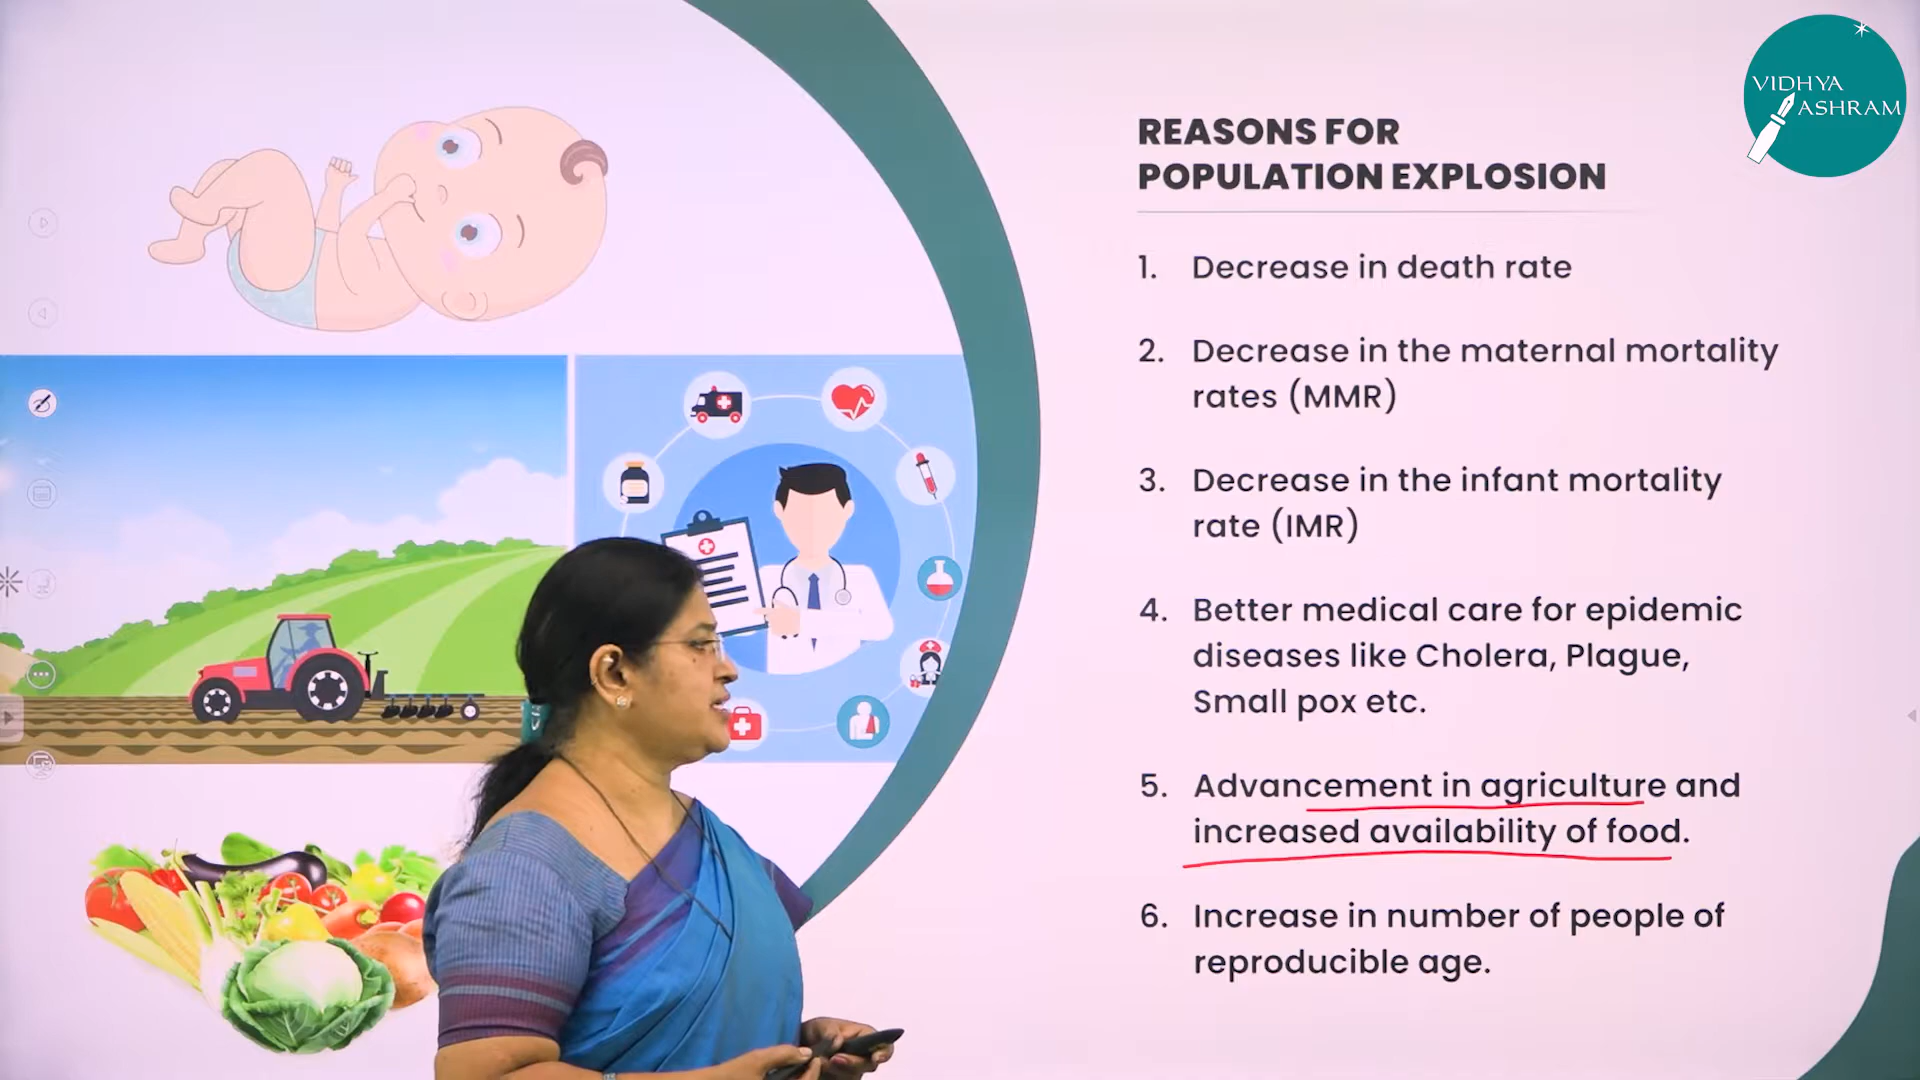 VIDHYA
ASHRAM
REASONS FOR
POPULATION EXPLOSION
1. Decrease in death rate
2. Decrease in the maternal mortality
rates (MMR)
3. Decrease in the infant mortality
rate (IMR)
4. Better medical care for epidemic
diseases like Cholera, Plague,
Small pox etc.
5. Advancement in agriculture and
increased availability of food.
6. Increase in number of people of
reproducible age.